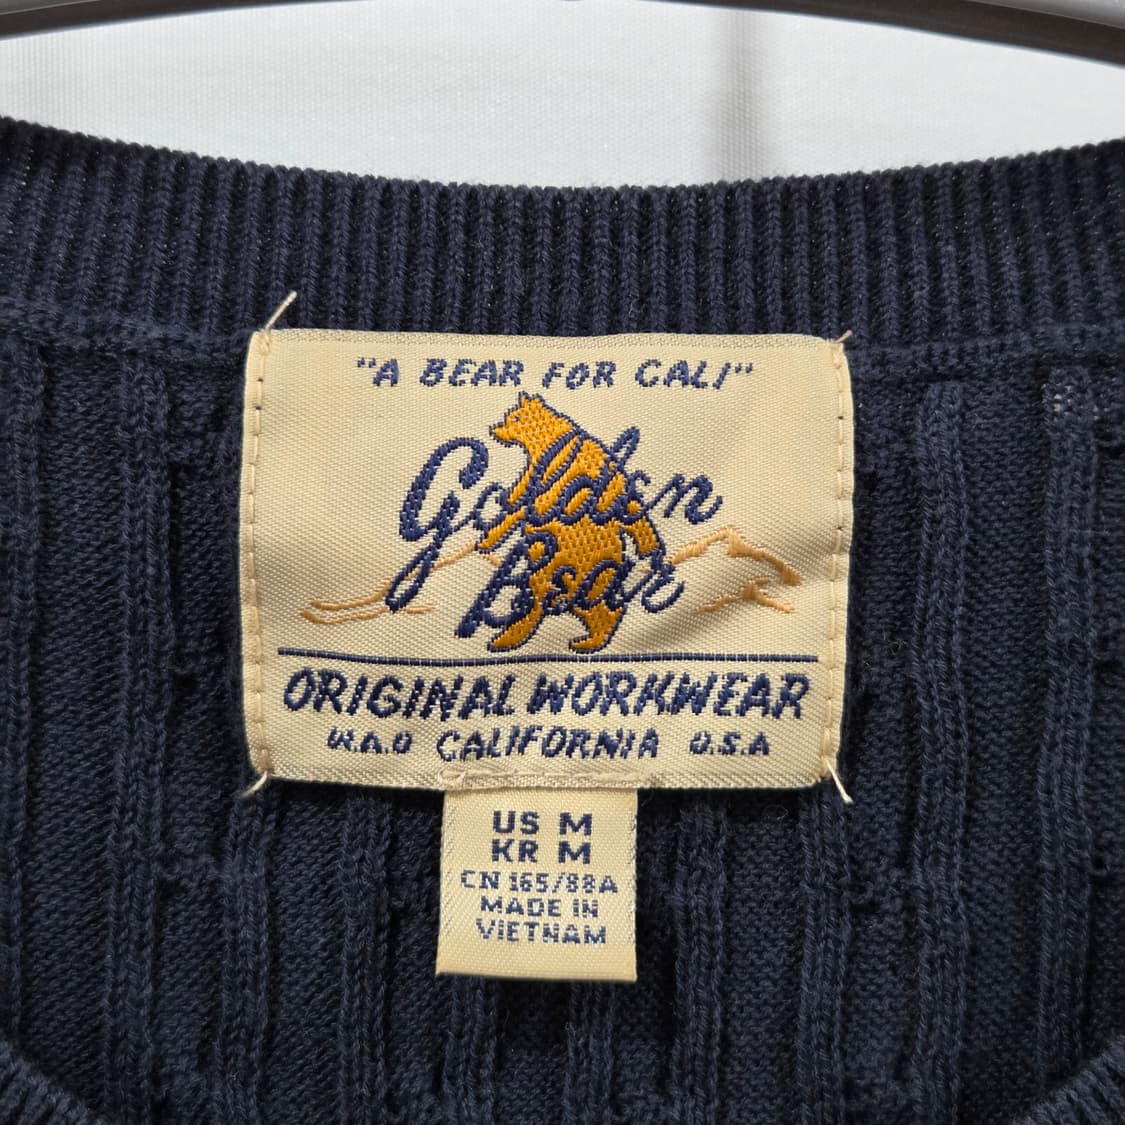 "A BEAR FOR CALI"
Golden
Bear
ORIGINAL WORKWEAR
W.A.O CALIFORNIA U.S.A
US M
KR M
CN 165/88A
MADE IN
VIETNAM